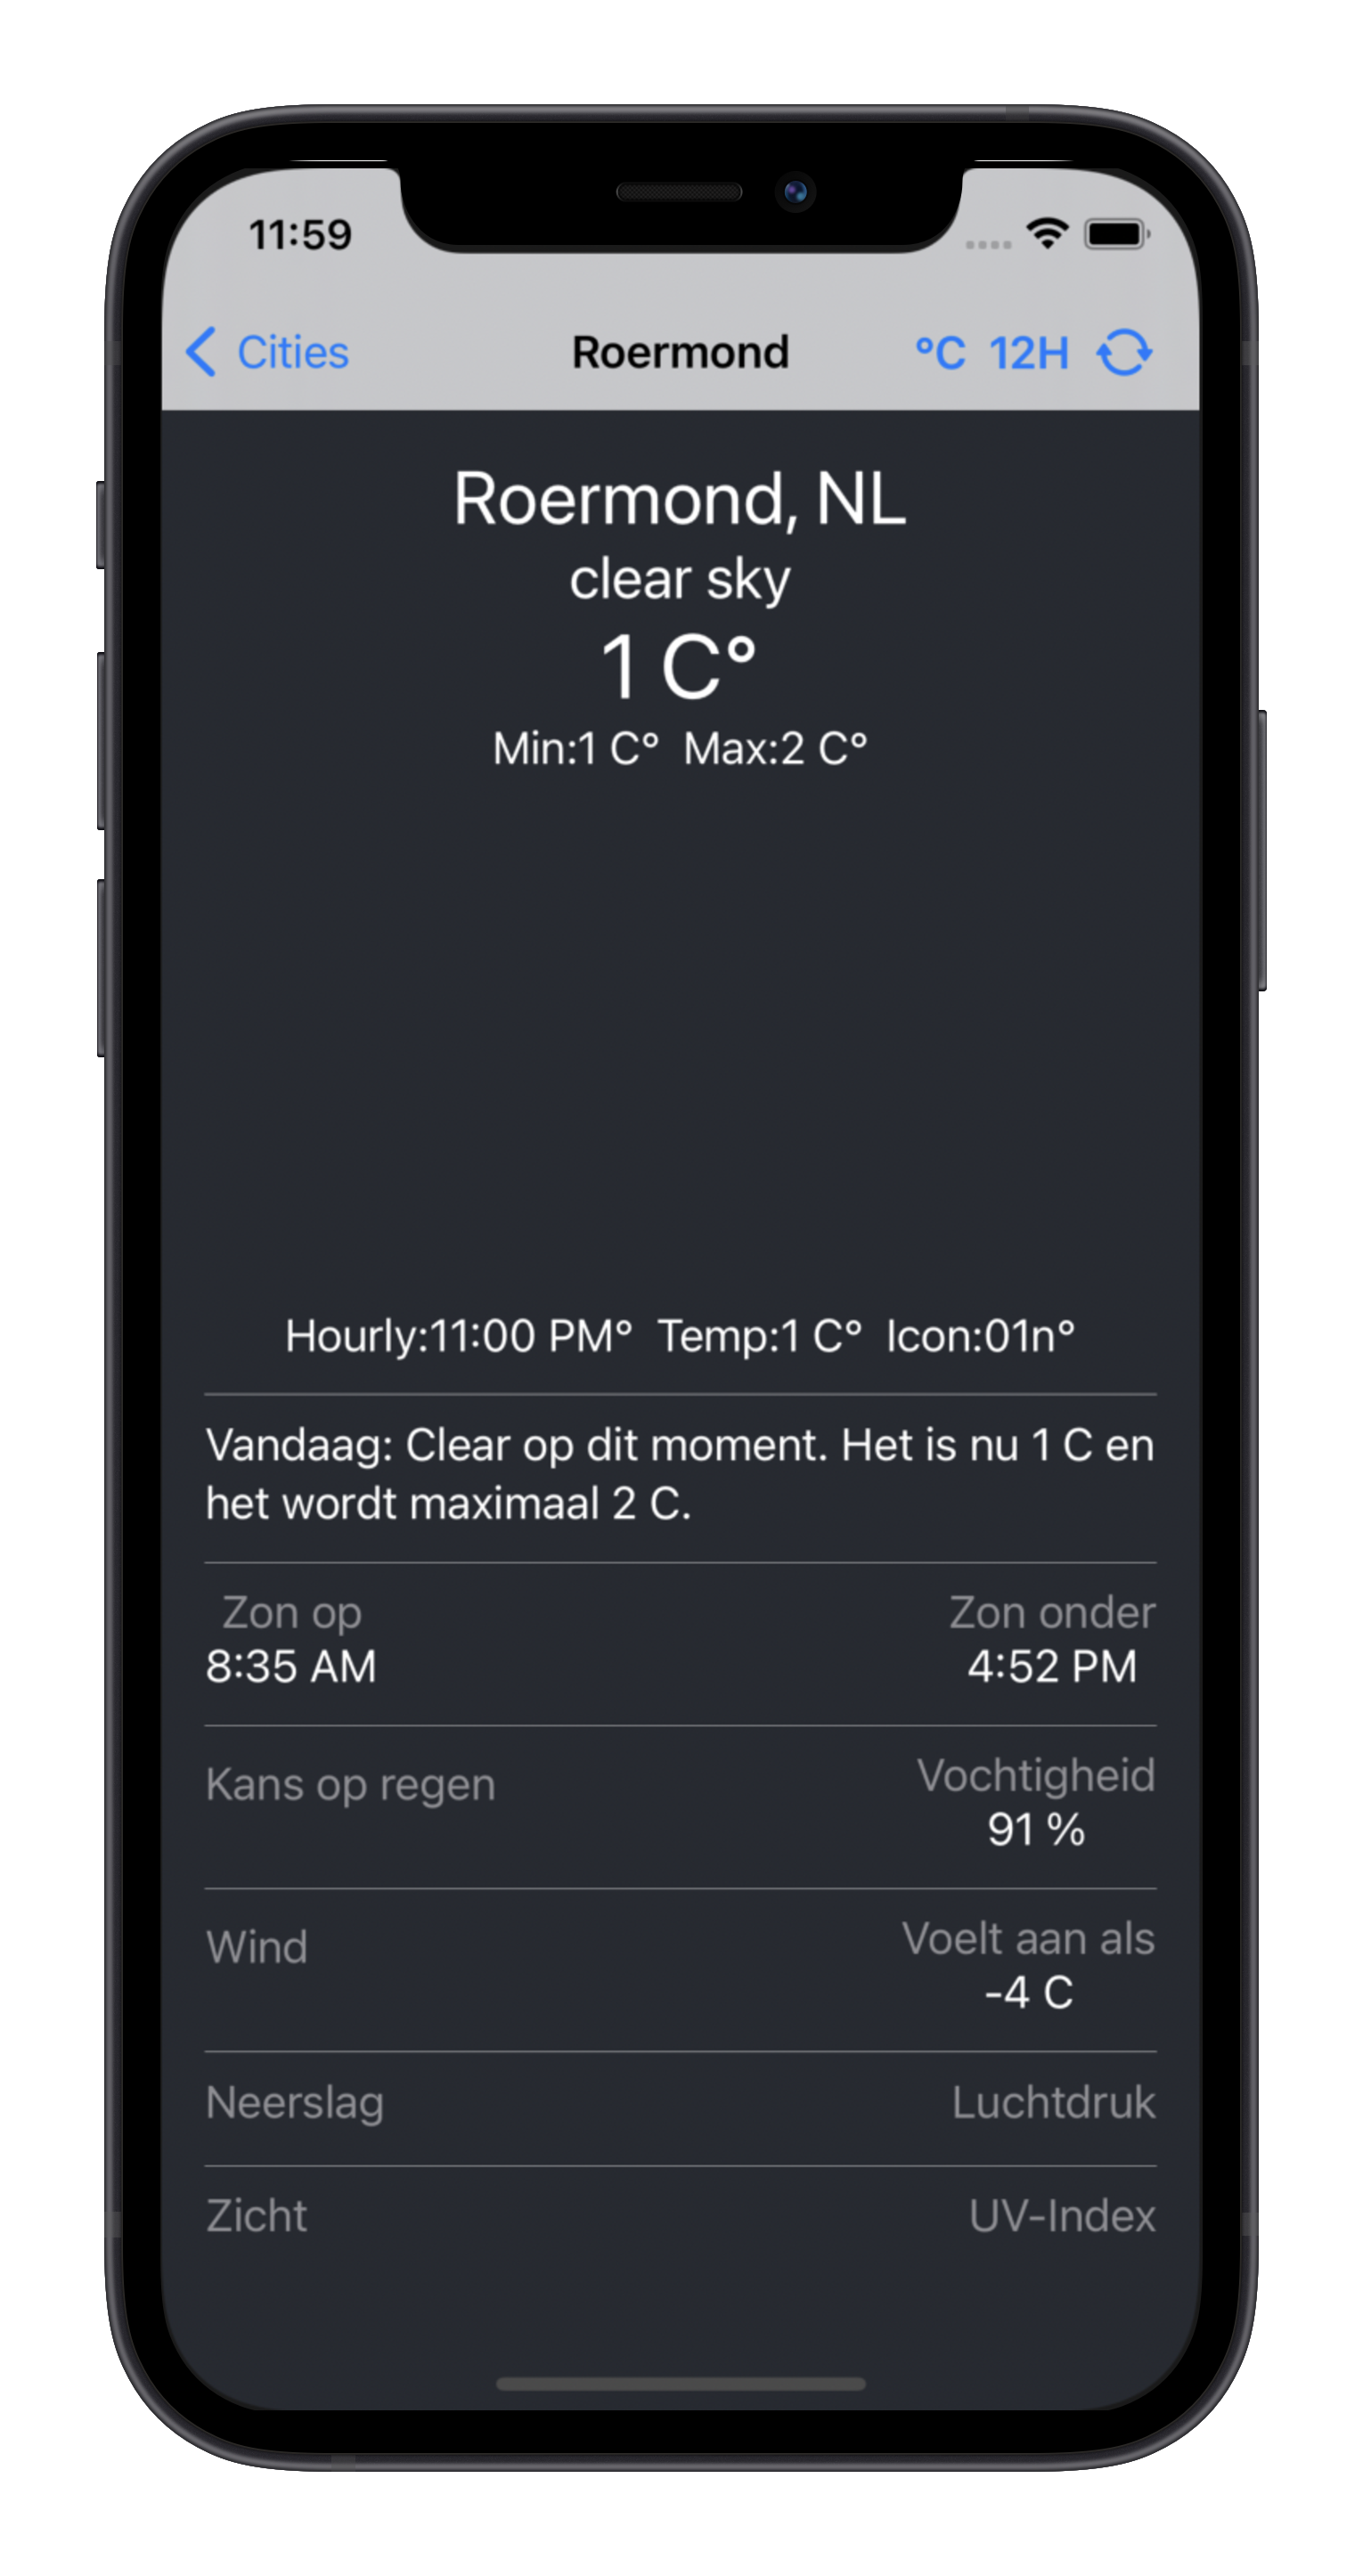 11:59
Cities Roermond °C 12H
Roermond, NL
clear sky
1 C°
Min:1 C° Max:2 C°
Hourly:11:00 PM° Temp:1 C° Icon:01n°
Vandaag: Clear op dit moment. Het is nu 1 C en
het wordt maximaal 2 C.
Zon op Zon onder
8:35 AM 4:52 PM
Kans op regen Vochtigheid
91 %
Wind Voelt aan als
-4 C
Neerslag Luchtdruk
Zicht UV-Index